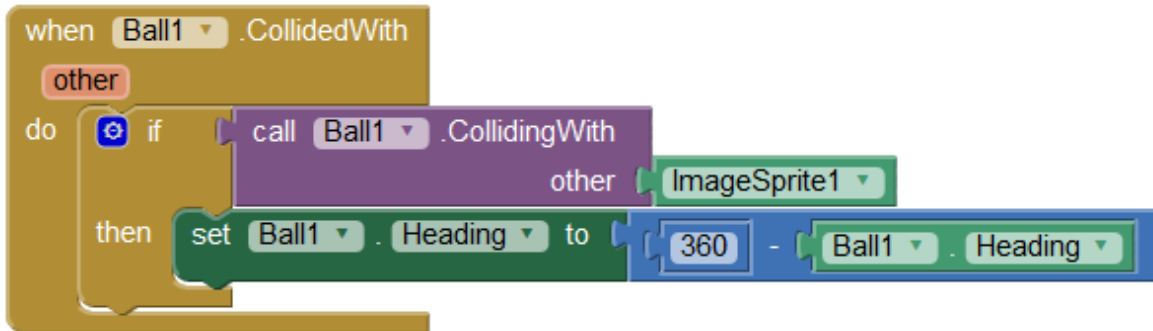 when Ball1 .CollidedWith
other
do if call Ball1 .CollidingWith
other ImageSprite1
then set Ball1 . Heading to 360 - Ball1 . Heading